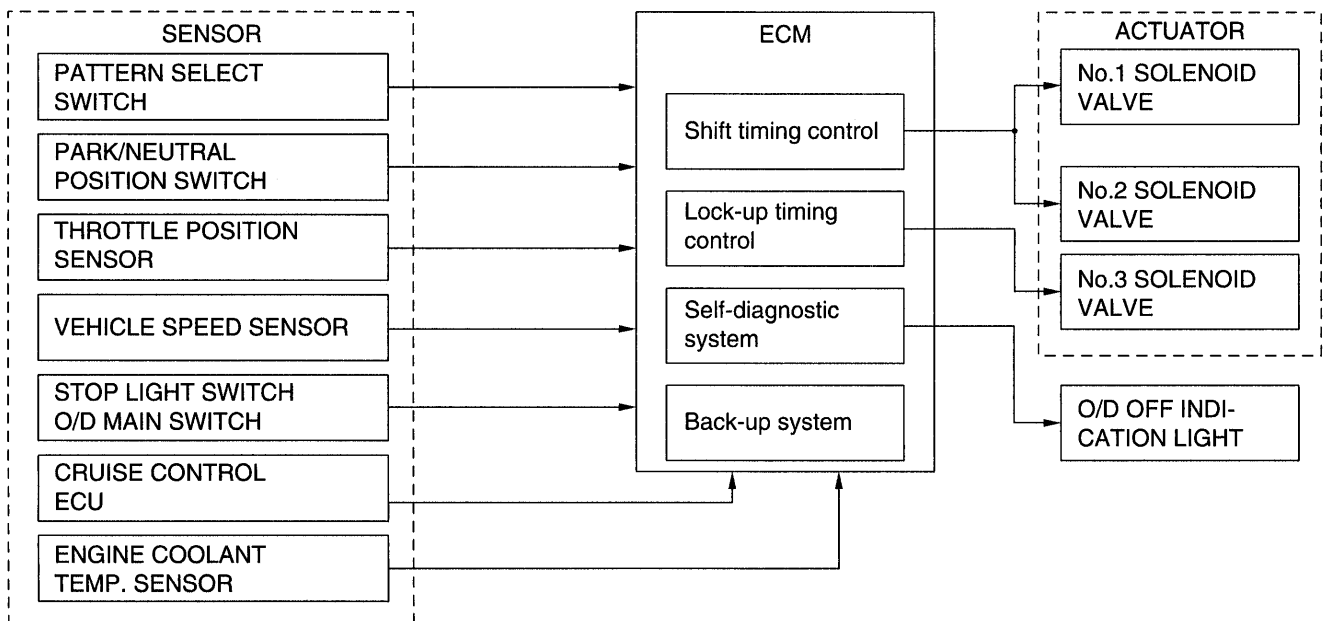 SENSOR
PATTERN SELECT
SWITCH
PARK/NEUTRAL
POSITION SWITCH
THROTTLE POSITION
SENSOR
VEHICLE SPEED SENSOR
STOP LIGHT SWITCH
O/D MAIN SWITCH
CRUISE CONTROL
ECU
ENGINE COOLANT
TEMP. SENSOR
ECM
Shift timing control
Lock-up timing
control
Self-diagnostic
system
Back-up system
ACTUATOR
No.1 SOLENOID
VALVE
No.2 SOLENOID
VALVE
No.3 SOLENOID
VALVE
O/D OFF INDI-
CATION LIGHT